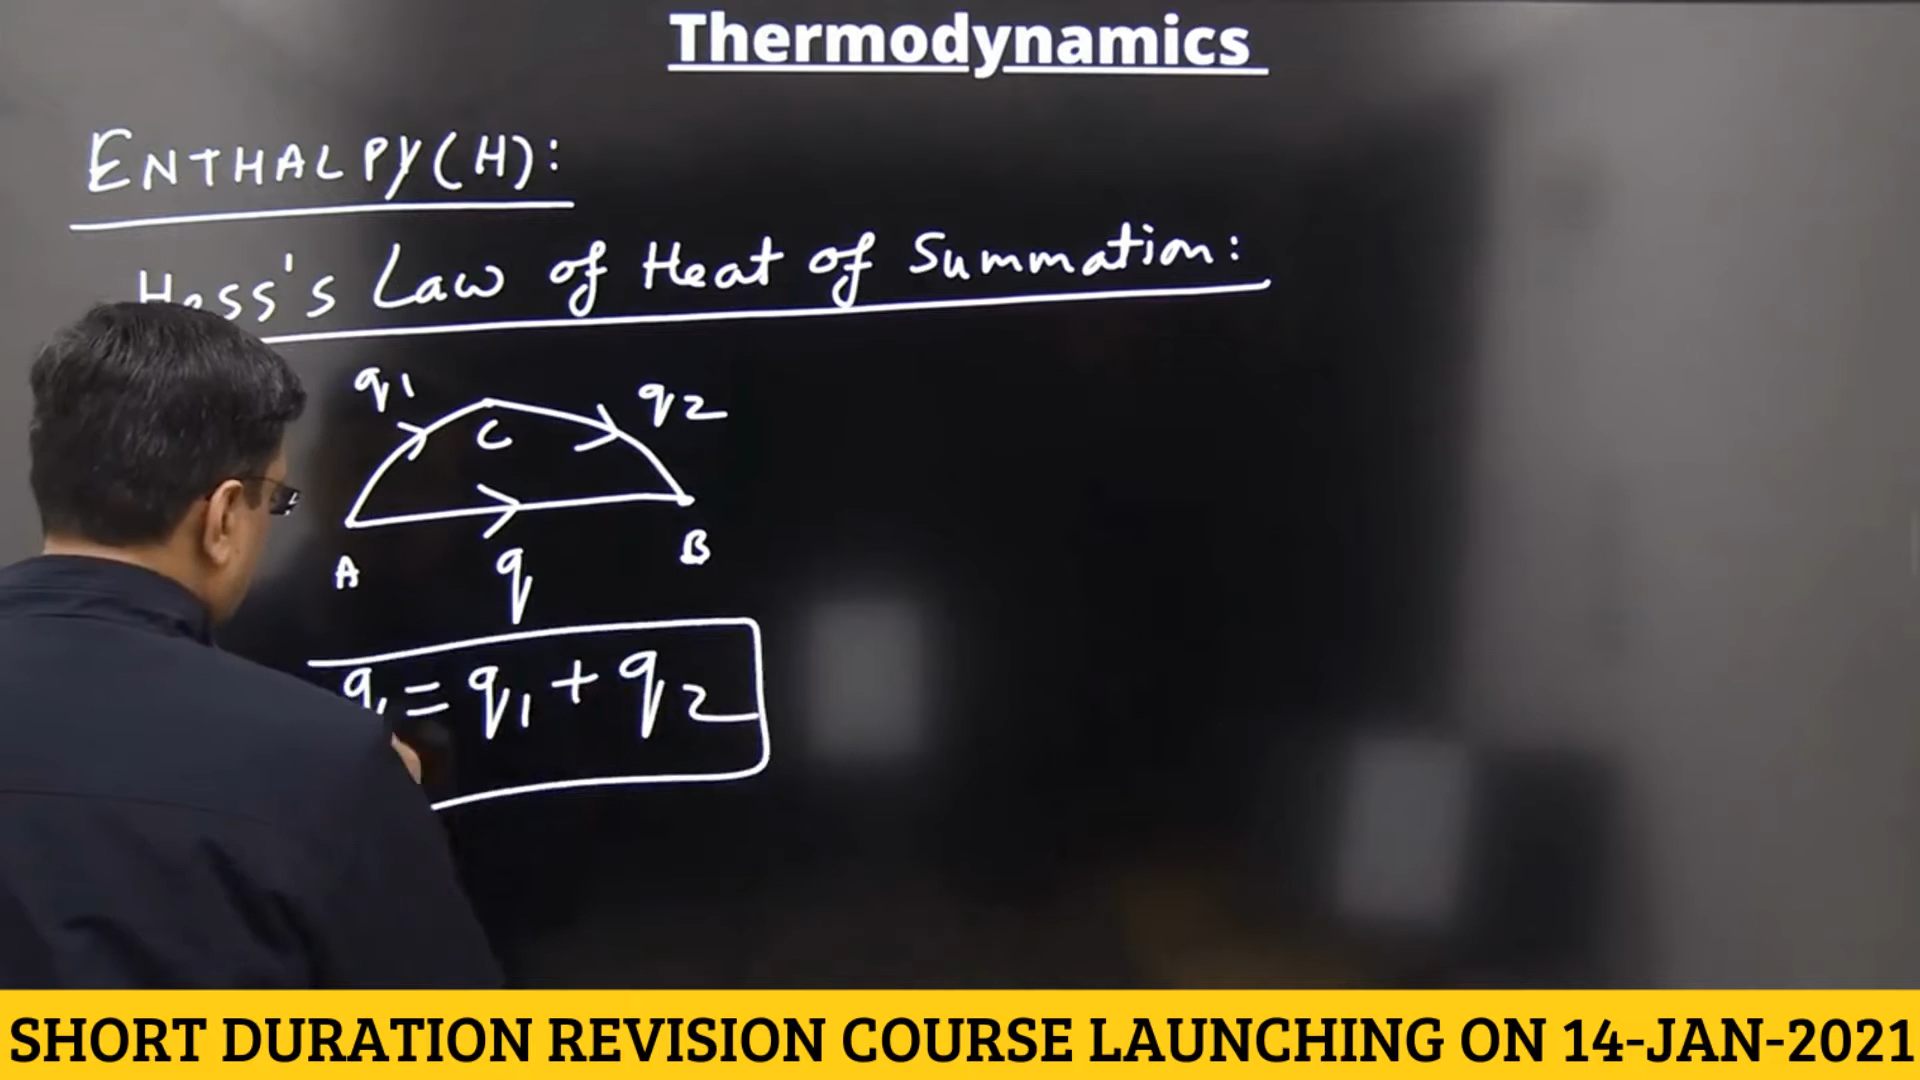 Thermodynamics
ENTHALPY(H):
Hess's Law of Heat of Summation:
q1
q2
C
A
B
q
q = q1 + q2
SHORT DURATION REVISION COURSE LAUNCHING ON 14-JAN-2021